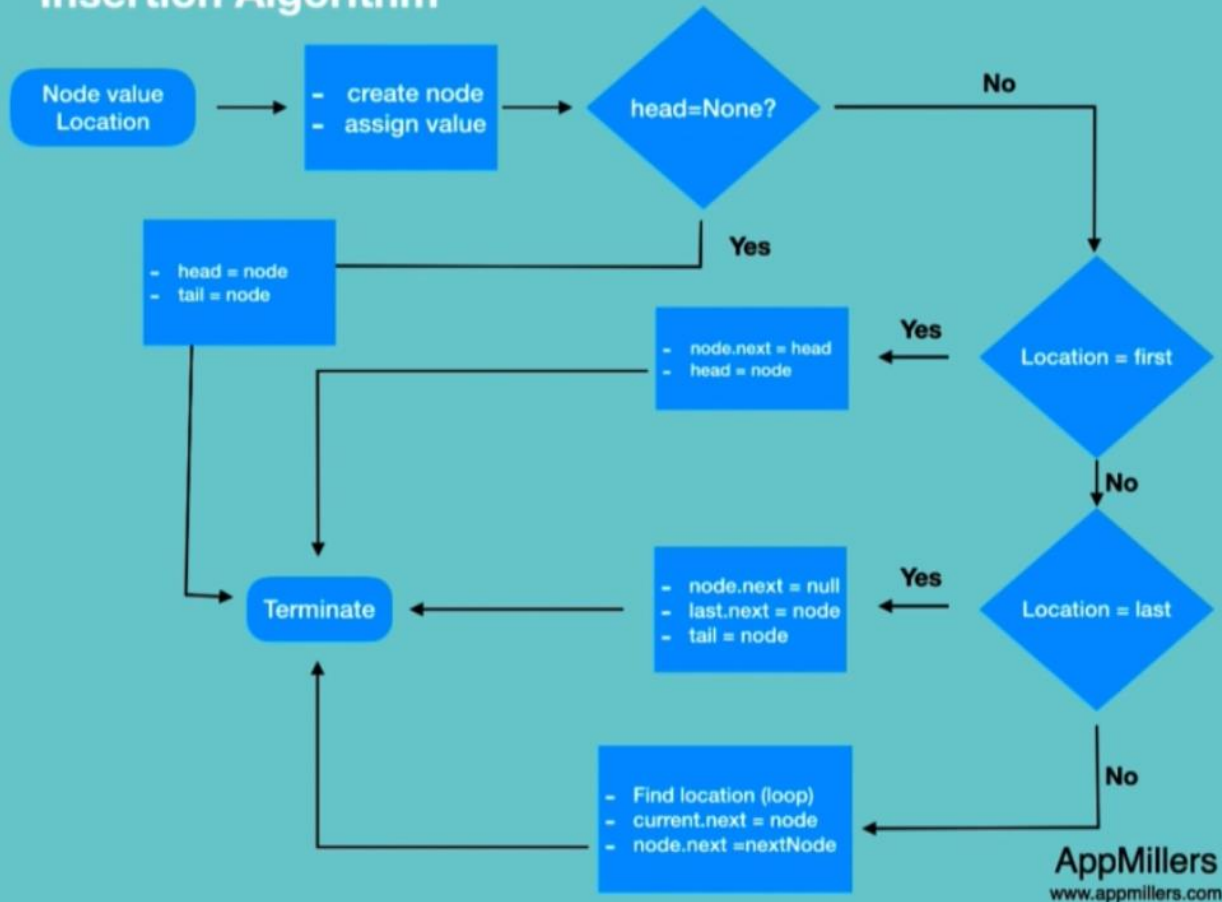 Insertion Algorithm
Node value
Location
- create node
- assign value
head=None?
No
Yes
- head = node
- tail = node
Location = first
Yes
- node.next = head
- head = node
No
Location = last
Yes
- node.next = null
- last.next = node
- tail = node
Terminate
No
- Find location (loop)
- current.next = node
- node.next =nextNode
AppMillers
www.appmillers.com